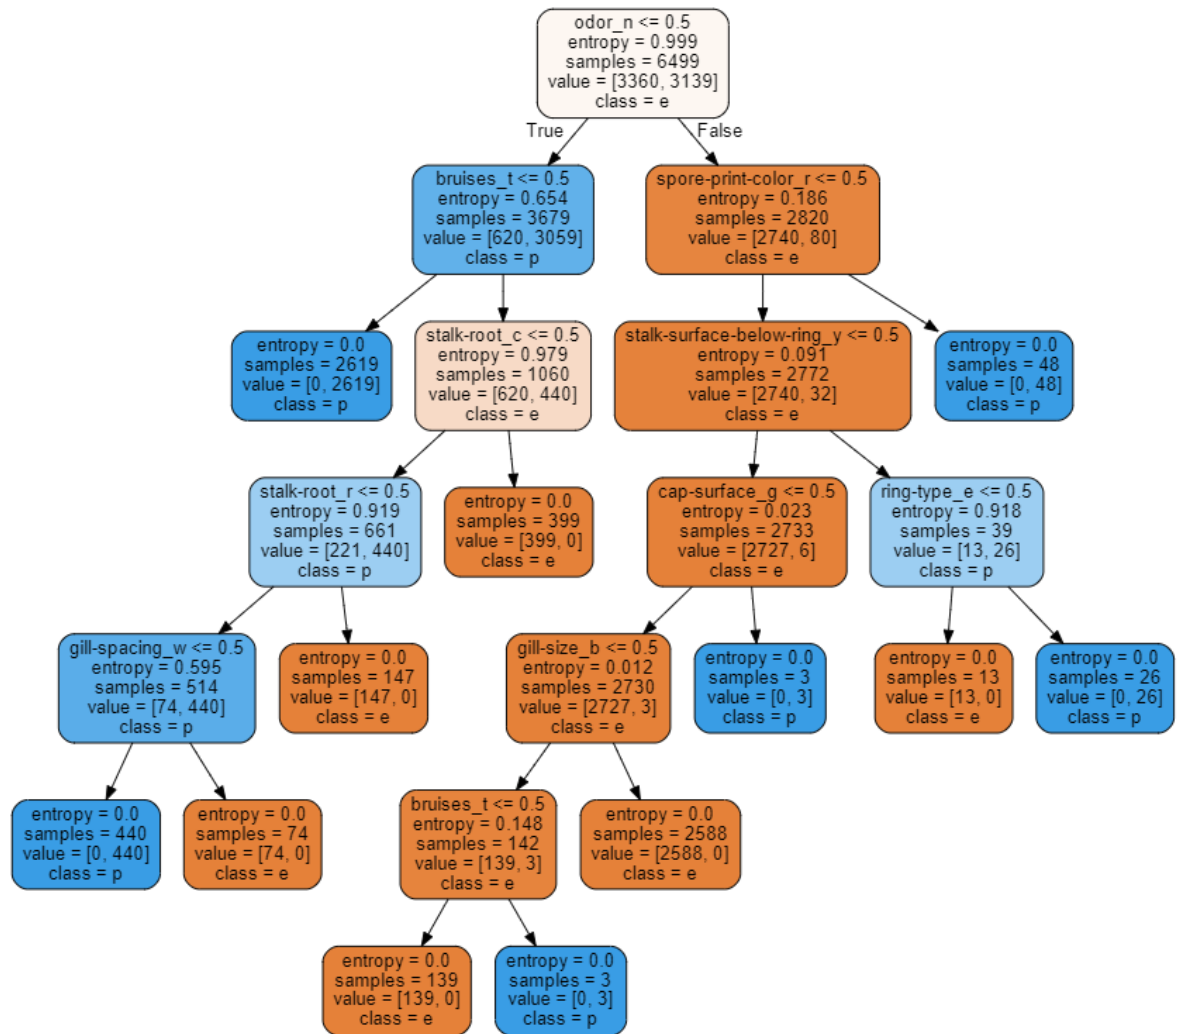 odor_n <= 0.5
entropy = 0.999
samples = 6499
value = [3360, 3139]
class = e
True
False
bruises_t <= 0.5
entropy = 0.654
samples = 3679
value = [620, 3059]
class = p
spore-print-color_r <= 0.5
entropy = 0.186
samples = 2820
value = [2740, 80]
class = e
entropy = 0.0
samples = 2619
value = [0, 2619]
class = p
stalk-root_c <= 0.5
entropy = 0.979
samples = 1060
value = [620, 440]
class = e
stalk-surface-below-ring_y <= 0.5
entropy = 0.091
samples = 2772
value = [2740, 32]
class = e
entropy = 0.0
samples = 48
value = [0, 48]
class = p
stalk-root_r <= 0.5
entropy = 0.919
samples = 661
value = [221, 440]
class = p
entropy = 0.0
samples = 399
value = [399, 0]
class = e
cap-surface_g <= 0.5
entropy = 0.023
samples = 2733
value = [2727, 6]
class = e
ring-type_e <= 0.5
entropy = 0.918
samples = 39
value = [13, 26]
class = p
gill-spacing_w <= 0.5
entropy = 0.595
samples = 514
value = [74, 440]
class = p
entropy = 0.0
samples = 147
value = [147, 0]
class = e
gill-size_b <= 0.5
entropy = 0.012
samples = 2730
value = [2727, 3]
class = e
entropy = 0.0
samples = 3
value = [0, 3]
class = p
entropy = 0.0
samples = 13
value = [13, 0]
class = e
entropy = 0.0
samples = 26
value = [0, 26]
class = p
entropy = 0.0
samples = 440
value = [0, 440]
class = p
entropy = 0.0
samples = 74
value = [74, 0]
class = e
bruises_t <= 0.5
entropy = 0.148
samples = 142
value = [139, 3]
class = e
entropy = 0.0
samples = 2588
value = [2588, 0]
class = e
entropy = 0.0
samples = 139
value = [139, 0]
class = e
entropy = 0.0
samples = 3
value = [0, 3]
class = p